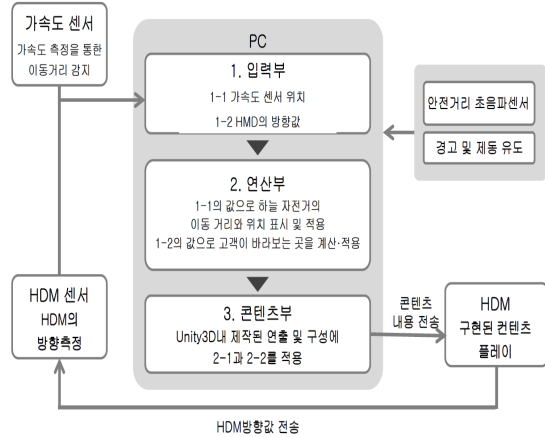 가속도 센서
가속도 측정을 통한
이동거리 감지
PC
1. 입력부
1-1 가속도 센서 위치
1-2 HMD의 방향값
안전거리 초음파센서
경고 및 제동 유도
2. 연산부
1-1의 값으로 하늘 자전거의
이동 거리와 위치 표시 및 적용
1-2의 값으로 고객이 바라보는 곳을 계산·적용
HDM 센서
HDM의
방향측정
3. 콘텐츠부
Unity3D내 제작된 연출 및 구성에
2-1과 2-2를 적용
콘텐츠
내용 전송
HDM
구현된 컨텐츠
플레이
HDM방향값 전송